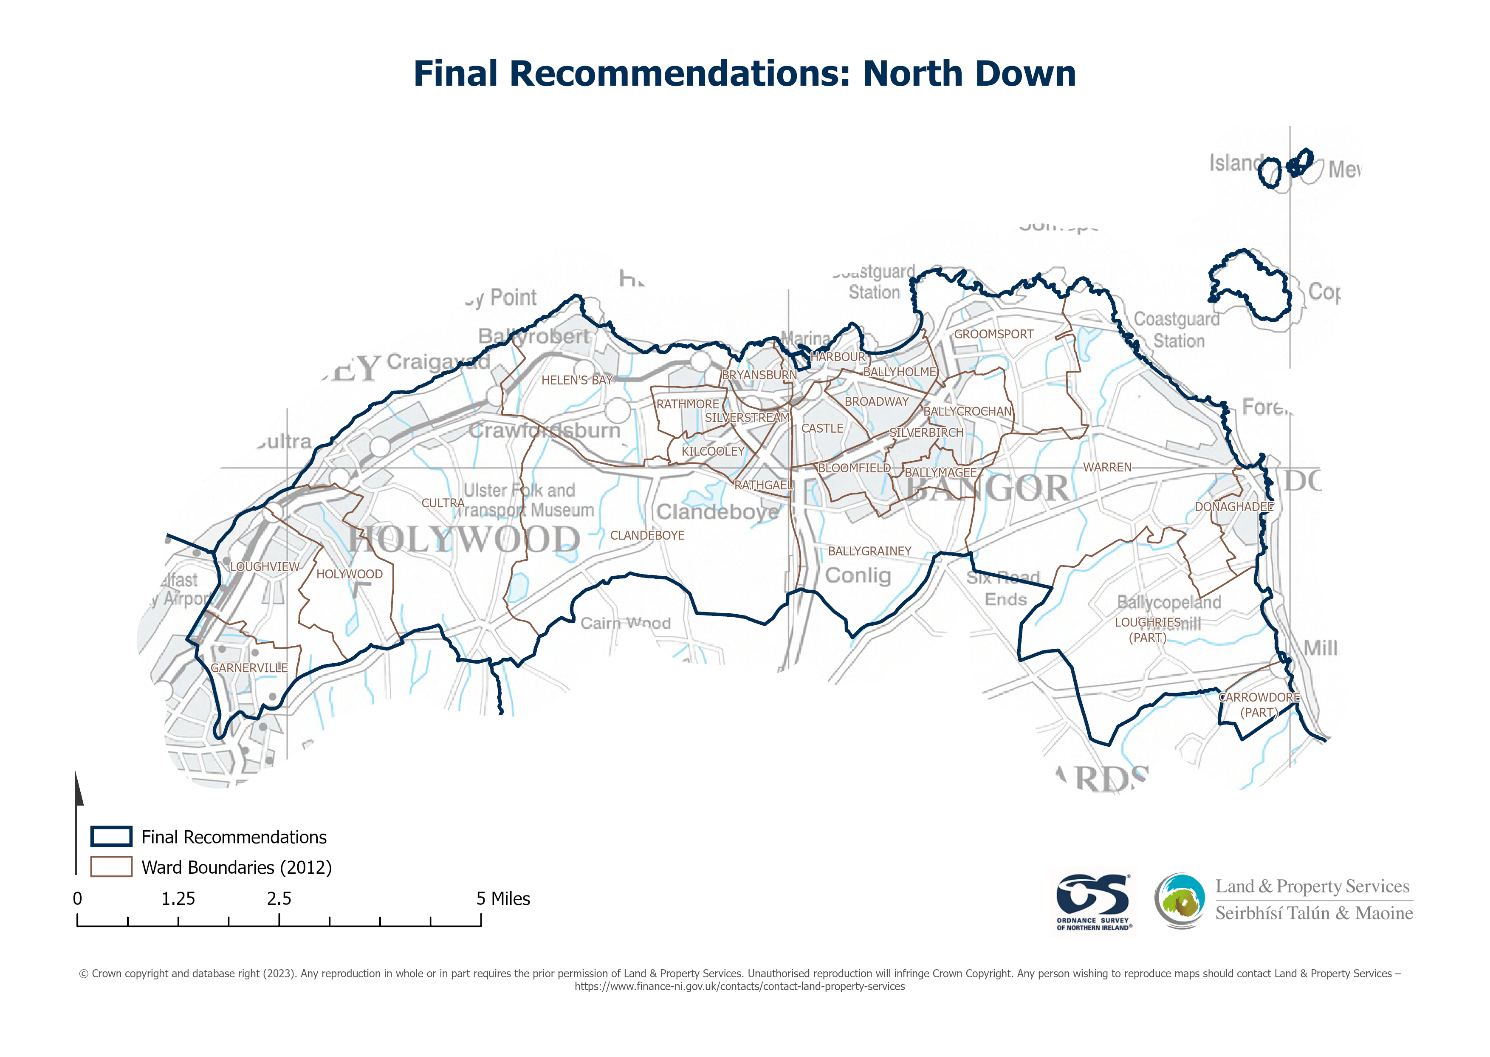 Final Recommendations: North Down
Island
Cop
Point
Coastguard
Station
Coastguard
Station
Marina
GROOMSPORT
Ballyrobert
HARBOUR
Craigavad
BRYANSBURN
BALLYHOLME
HELEN'S BAY
RATHMORE
SILVERSTREAM
BROADWAY
BALLYCROCHAN
Crawfordsburn
CASTLE
SILVERBIRCH
KILCOOLEY
BLOOMFIELD
BALLYMAGEE
WARREN
RATHGAEL
BANGOR
CULTRA
Ulster Folk and
Transport Museum
Clandeboye
DONAGHADEE
HOLYWOOD
CLANDEBOYE
BALLYGRAINEY
LOUGHVIEW
HOLYWOOD
Conlig
Six Road
Ends
Cairn Wood
Ballycopeland
Windmill
LOUGHRIES
(PART)
Mill
GARNERVILLE
CARROWDORE
(PART)
ARDS
Final Recommendations
Ward Boundaries (2012)
0 1.25 2.5 5 Miles
OS
ORDNANCE SURVEY
OF NORTHERN IRELAND®
Land & Property Services
Seirbhísí Talún & Maoine
© Crown copyright and database right (2023). Any reproduction in whole or in part requires the prior permission of Land & Property Services. Unauthorised reproduction will infringe Crown Copyright. Any person wishing to reproduce maps should contact Land & Property Services –
https://www.finance-ni.gov.uk/contacts/contact-land-property-services